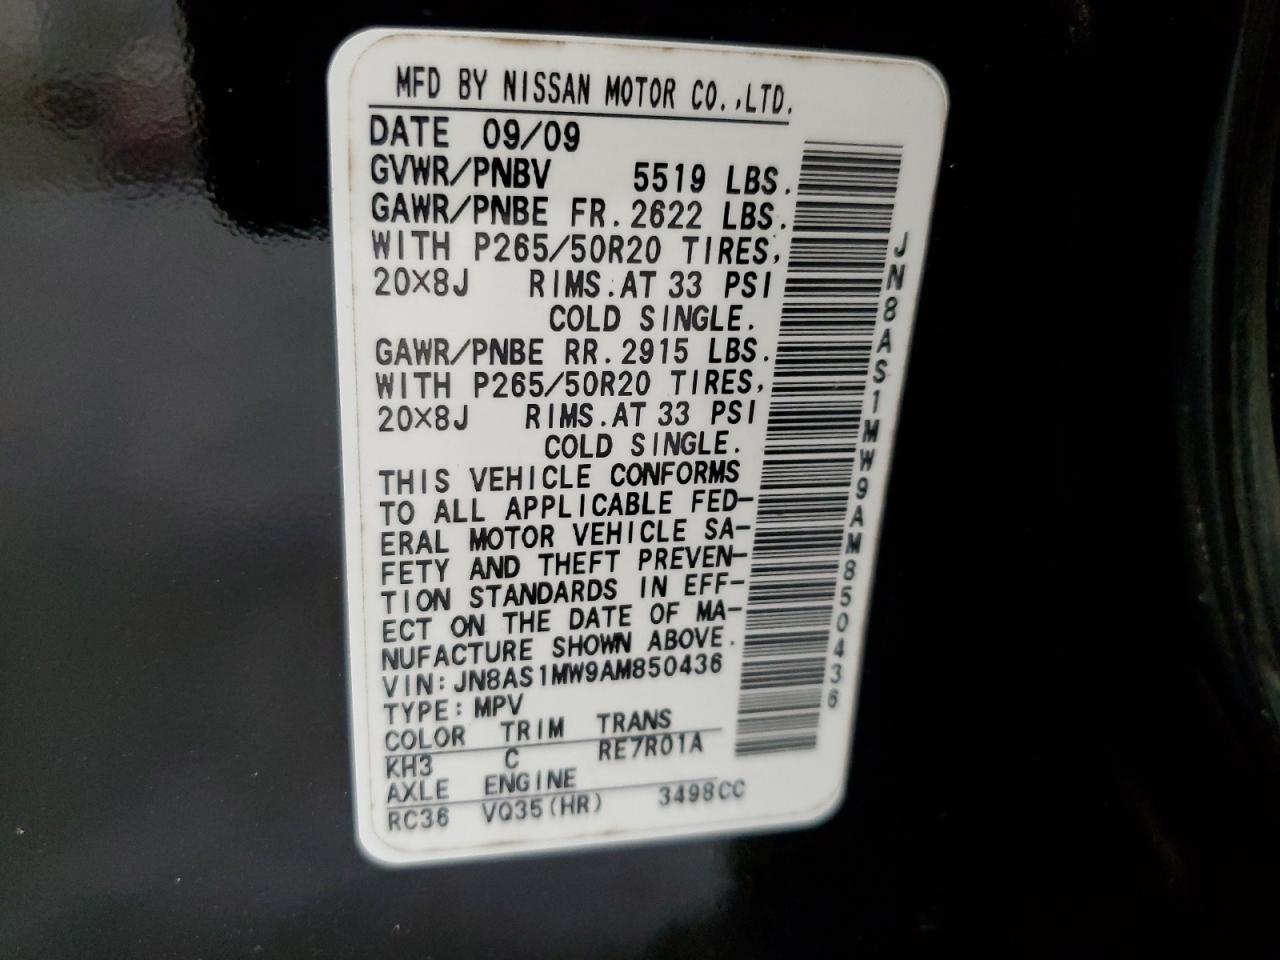 MFD BY NISSAN MOTOR CO.,LTD.
DATE 09/09
GVWR/PNBV 5519 LBS.
GAWR/PNBE FR.2622 LBS.
WITH P265/50R20 TIRES,
20×8J RIMS.AT 33 PSI
COLD SINGLE.
GAWR/PNBE RR.2915 LBS.
WITH P265/50R20 TIRES,
20×8J RIMS.AT 33 PSI
COLD SINGLE.
THIS VEHICLE CONFORMS
TO ALL APPLICABLE FED-
ERAL MOTOR VEHICLE SA-
FETY AND THEFT PREVEN-
TION STANDARDS IN EFF-
ECT ON THE DATE OF MA-
NUFACTURE SHOWN ABOVE.
VIN:JN8AS1MW9AM850436
TYPE:MPV
COLOR TRIM TRANS
KH3 C RE7R01A
AXLE ENGINE
RC36 VQ35(HR) 3498CC
JN8AS1MW9AM850436